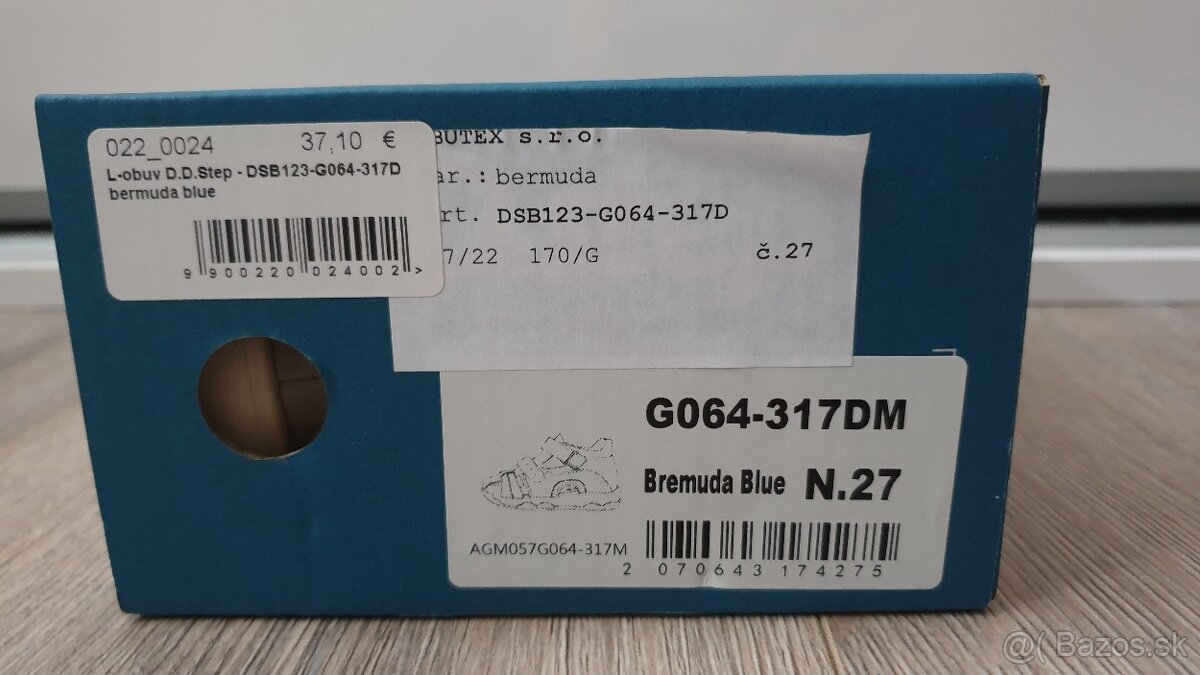 022_0024 37,10 €
L-obuv D.D.Step - DSB123-G064-317D
bermuda blue
9 900220 024002 >
BUTEX s.r.o.
ar.: bermuda
rt. DSB123-G064-317D
7/22 170/G č.27
G064-317DM
Bremuda Blue N.27
AGM057G064-317M
2 070643 174275
@( Bazos.sk